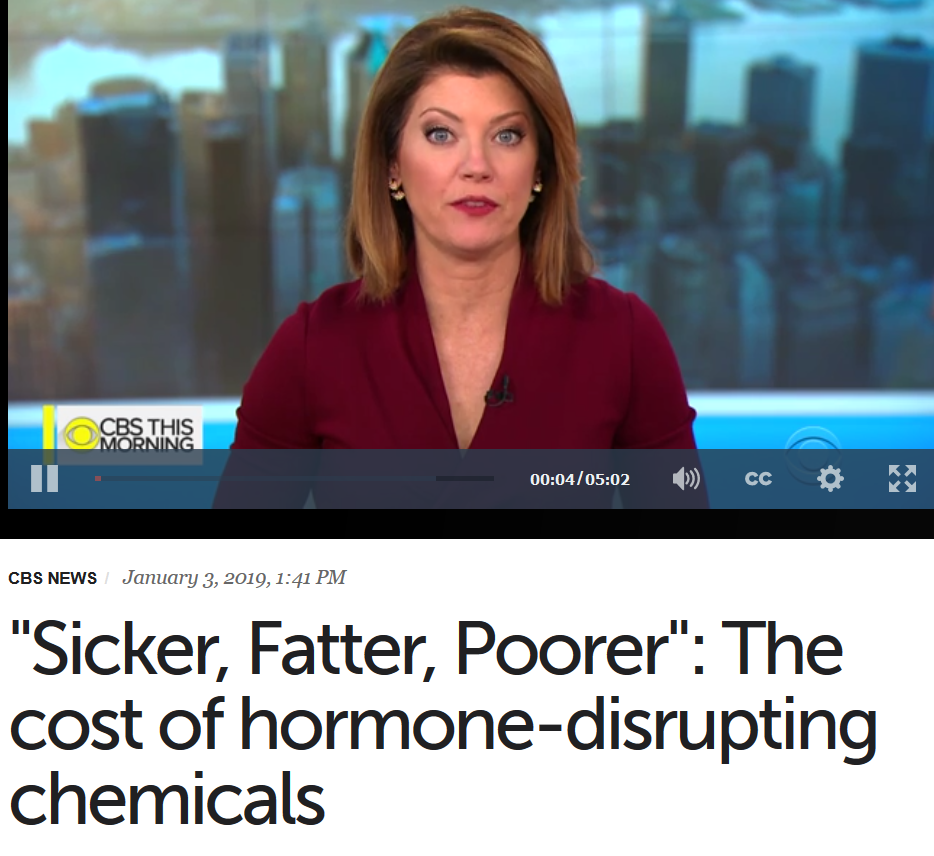 CBS THIS
MORNING
00:04/05:02
CC
CBS NEWS / January 3, 2019, 1:41 PM
"Sicker, Fatter, Poorer": The
cost of hormone-disrupting
chemicals